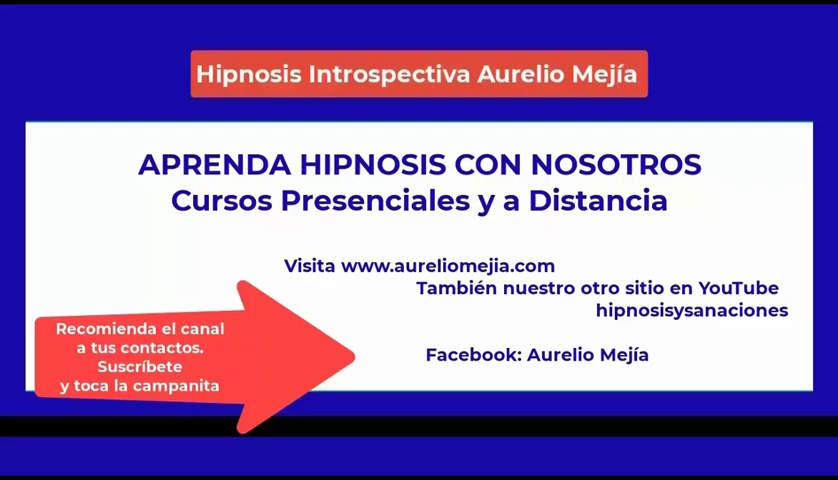 Hipnosis Introspectiva Aurelio Mejía
APRENDA HIPNOSIS CON NOSOTROS
Cursos Presenciales y a Distancia
Visita www.aureliomejia.com
También nuestro otro sitio en YouTube
hipnosisysanaciones
Facebook: Aurelio Mejía
Recomienda el canal
a tus contactos.
Suscríbete
y toca la campanita